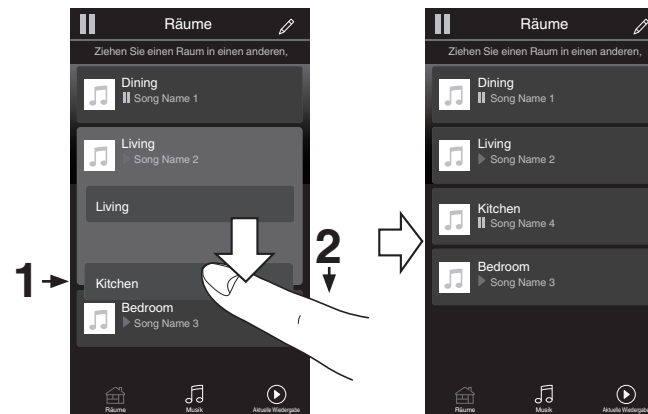 Räume
Ziehen Sie einen Raum in einen anderen,
Dining
Song Name 1
Living
Song Name 2
Living
Kitchen
Bedroom
Song Name 3
Räume
Musik
Aktuelle Wiedergabe
1
2
Räume
Ziehen Sie einen Raum in einen anderen,
Dining
Song Name 1
Living
Song Name 2
Kitchen
Song Name 4
Bedroom
Song Name 3
Räume
Musik
Aktuelle Wiedergabe